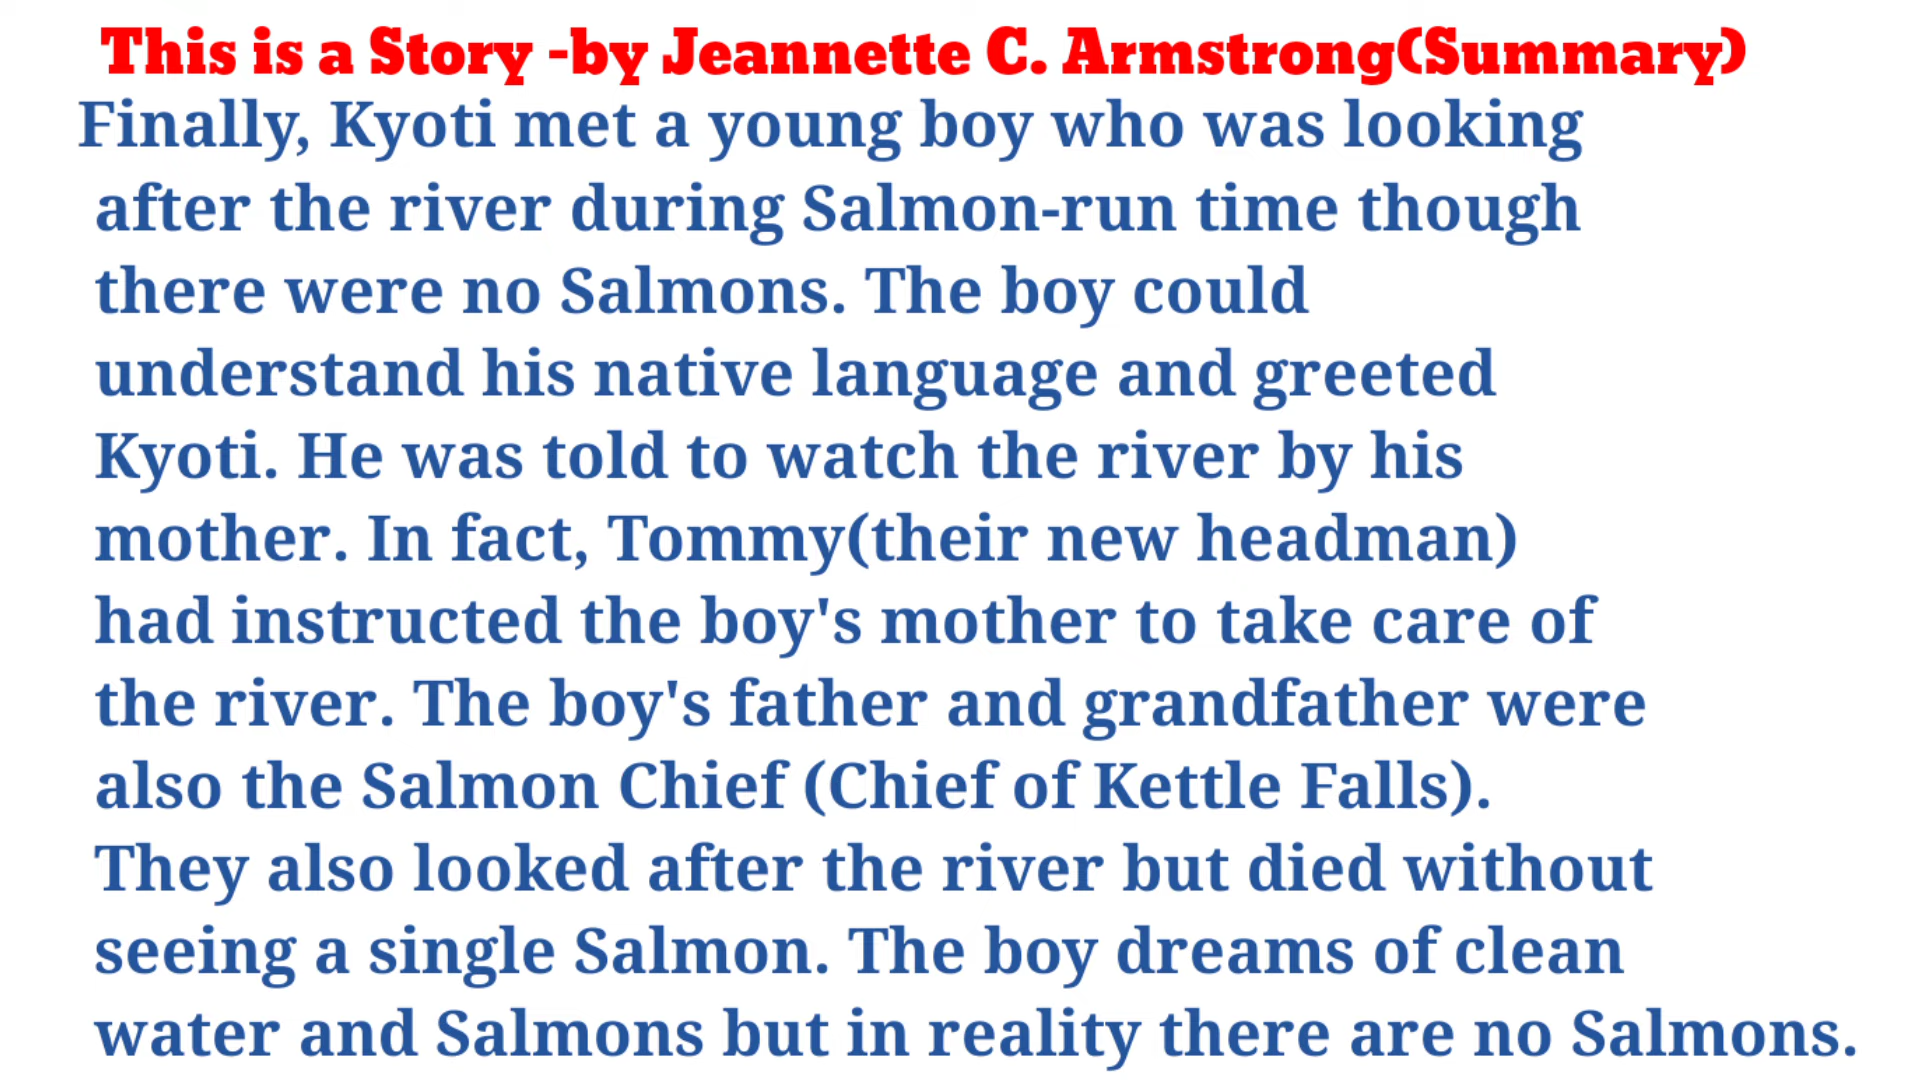 This is a Story -by Jeannette C. Armstrong(Summary)
Finally, Kyoti met a young boy who was looking
after the river during Salmon-run time though
there were no Salmons. The boy could
understand his native language and greeted
Kyoti. He was told to watch the river by his
mother. In fact, Tommy(their new headman)
had instructed the boy's mother to take care of
the river. The boy's father and grandfather were
also the Salmon Chief (Chief of Kettle Falls).
They also looked after the river but died without
seeing a single Salmon. The boy dreams of clean
water and Salmons but in reality there are no Salmons.